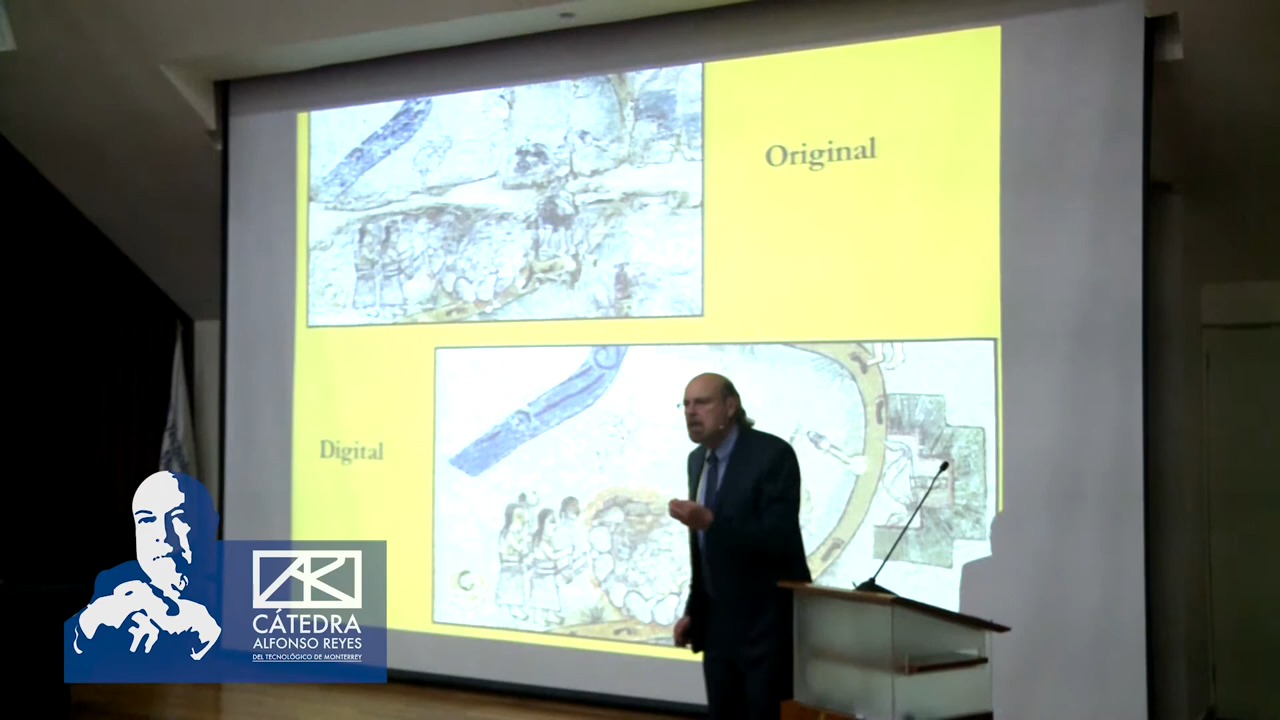 Original
Digital
CÁTEDRA
ALFONSO REYES
DEL TECNOLÓGICO DE MONTERREY